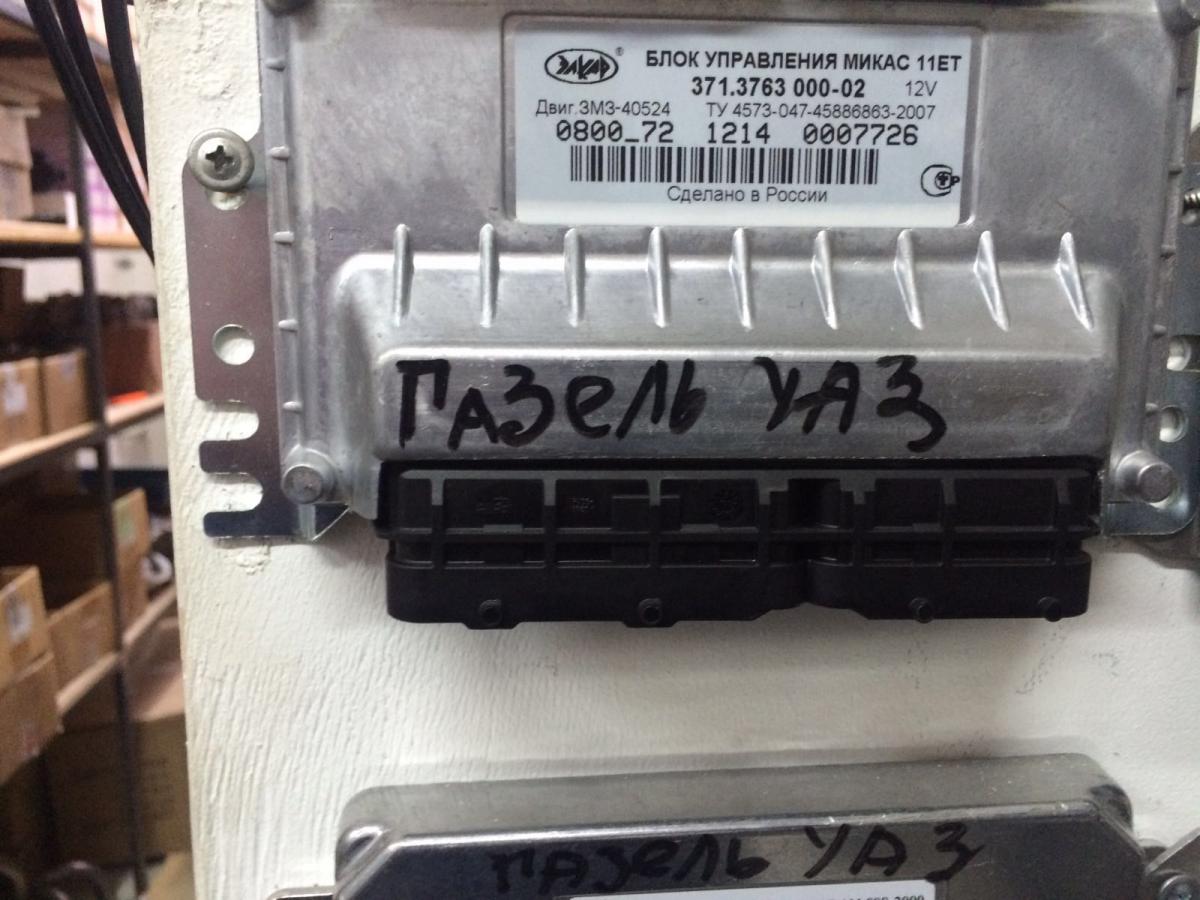 ЭЛКАР®
БЛОК УПРАВЛЕНИЯ МИКАС 11ЕТ
371.3763 000-02 12V
Двиг.ЗМЗ-40524 ТУ 4573-047-45886863-2007
0800_72 1214 0007726
Сделано в России
ГАЗЕЛЬ УАЗ
ГАЗЕЛЬ УАЗ